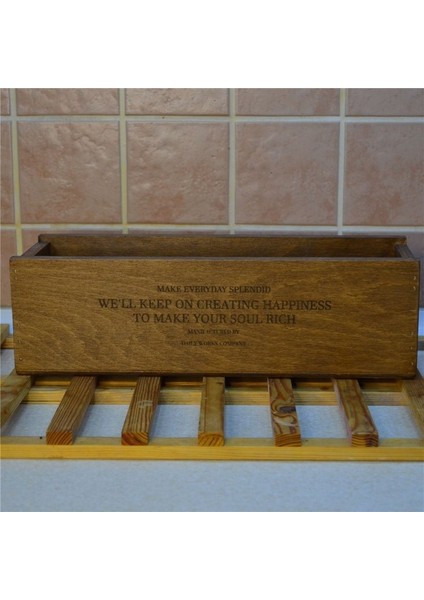 MAKE EVERYDAY SPLENDID
WE'LL KEEP ON CREATING HAPPINESS
TO MAKE YOUR SOUL RICH